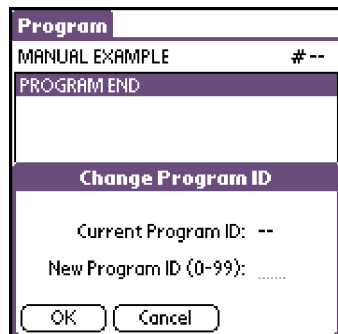 Program
MANUAL EXAMPLE #--
PROGRAM END
Change Program ID
Current Program ID: --
New Program ID (0-99):
OK Cancel